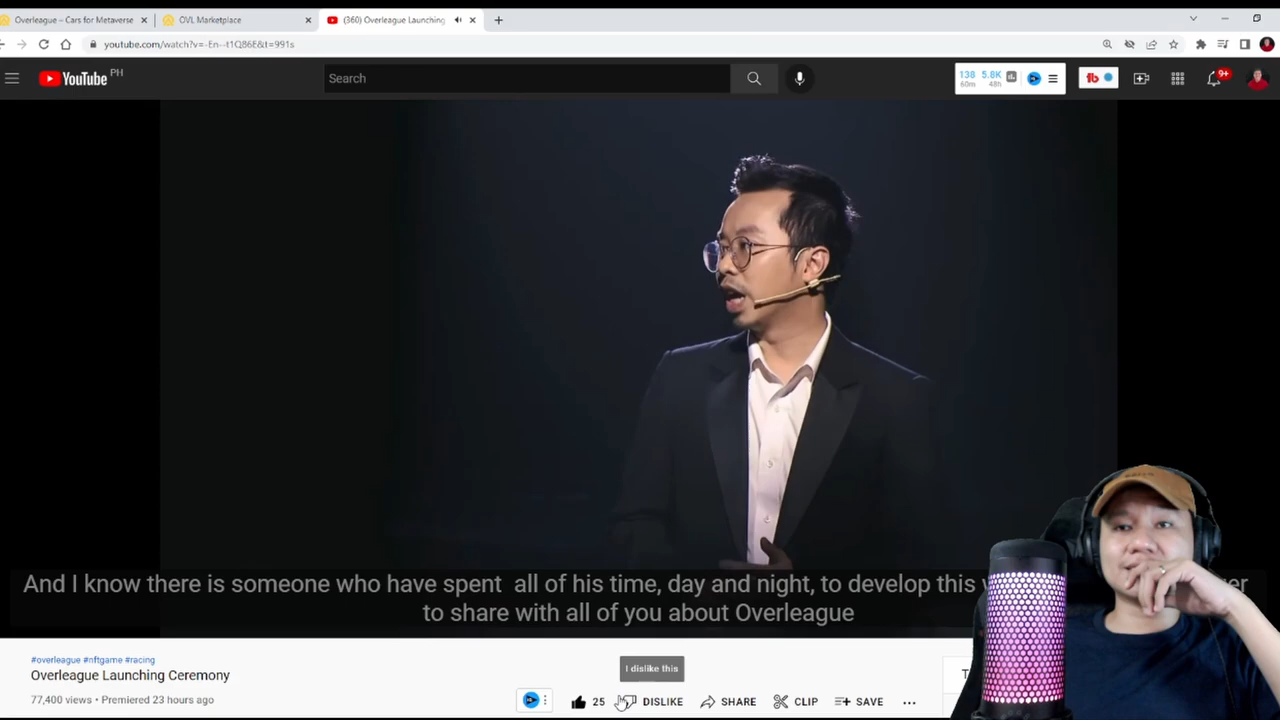 Overleague – Cars for Metaverse
OVL Marketplace
(360) Overleague Launching
youtube.com/watch?v=-En--t1Q86E&t=991s
YouTube PH
Search
138 5.8K
60m 48h
9+
And I know there is someone who have spent all of his time, day and night, to develop this
to share with all of you about Overleague
#overleague #nftgame #racing
I dislike this
Overleague Launching Ceremony
77,400 views • Premiered 23 hours ago
25 DISLIKE SHARE CLIP SAVE